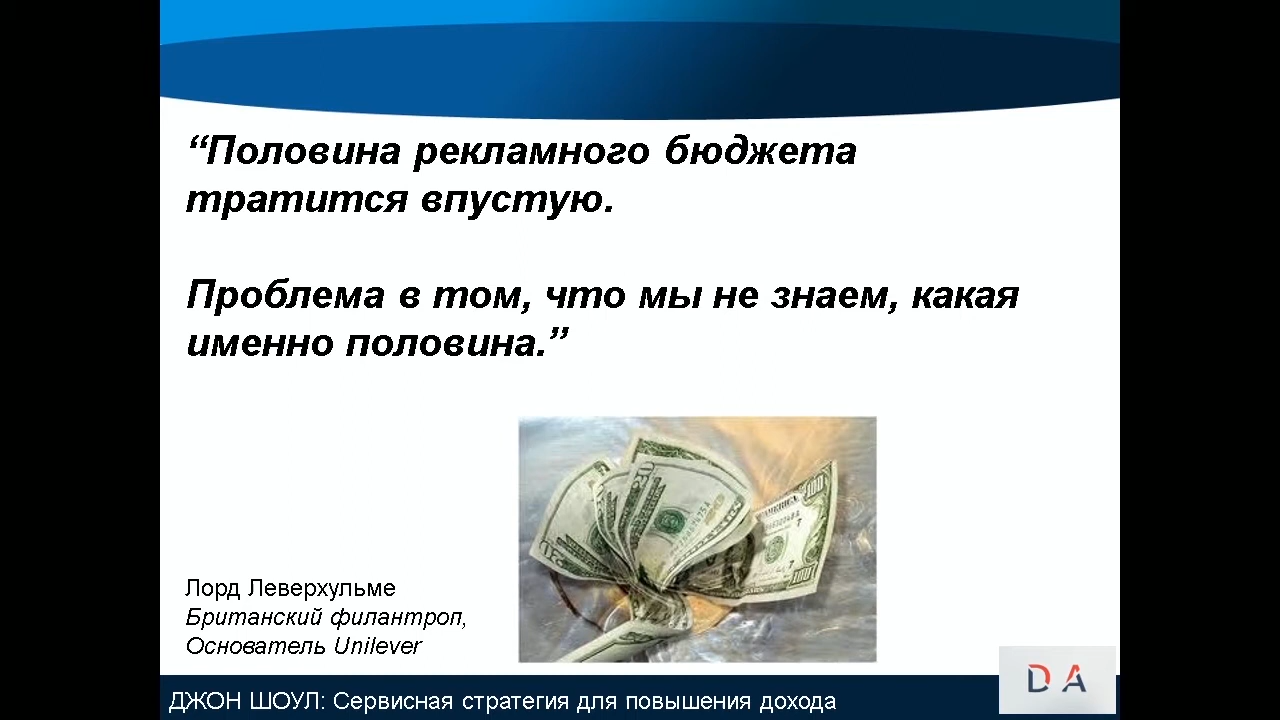 “Половина рекламного бюджета
тратится впустую.
Проблема в том, что мы не знаем, какая
именно половина.”
Лорд Леверхульме
Британский филантроп,
Основатель Unilever
ДЖОН ШОУЛ: Сервисная стратегия для повышения дохода
DA